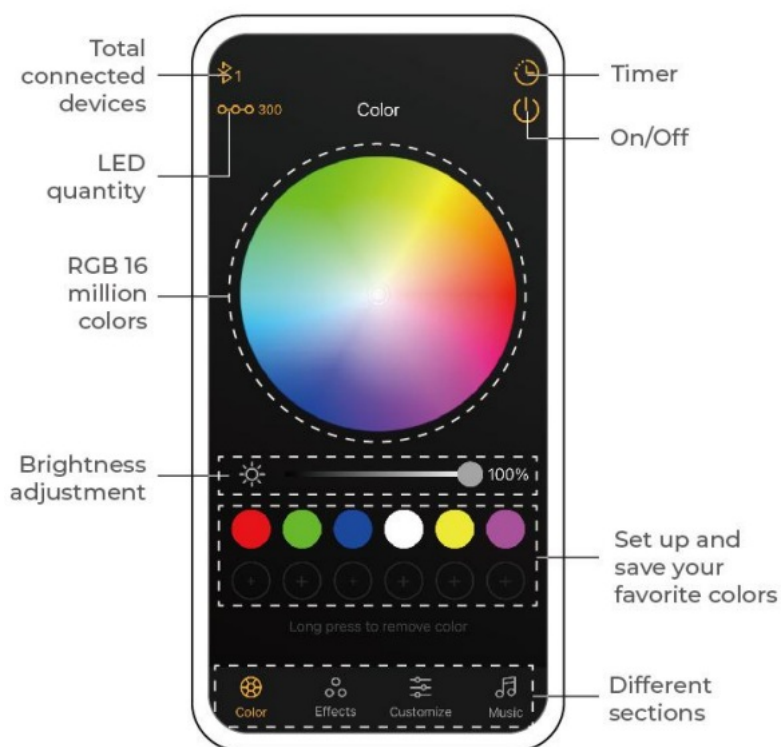 Total
connected
devices
1
Timer
300
Color
On/Off
LED
quantity
RGB 16
million
colors
Brightness
adjustment
100%
Set up and
save your
favorite colors
Long press to remove color
Color
Effects
Customize
Music
Different
sections